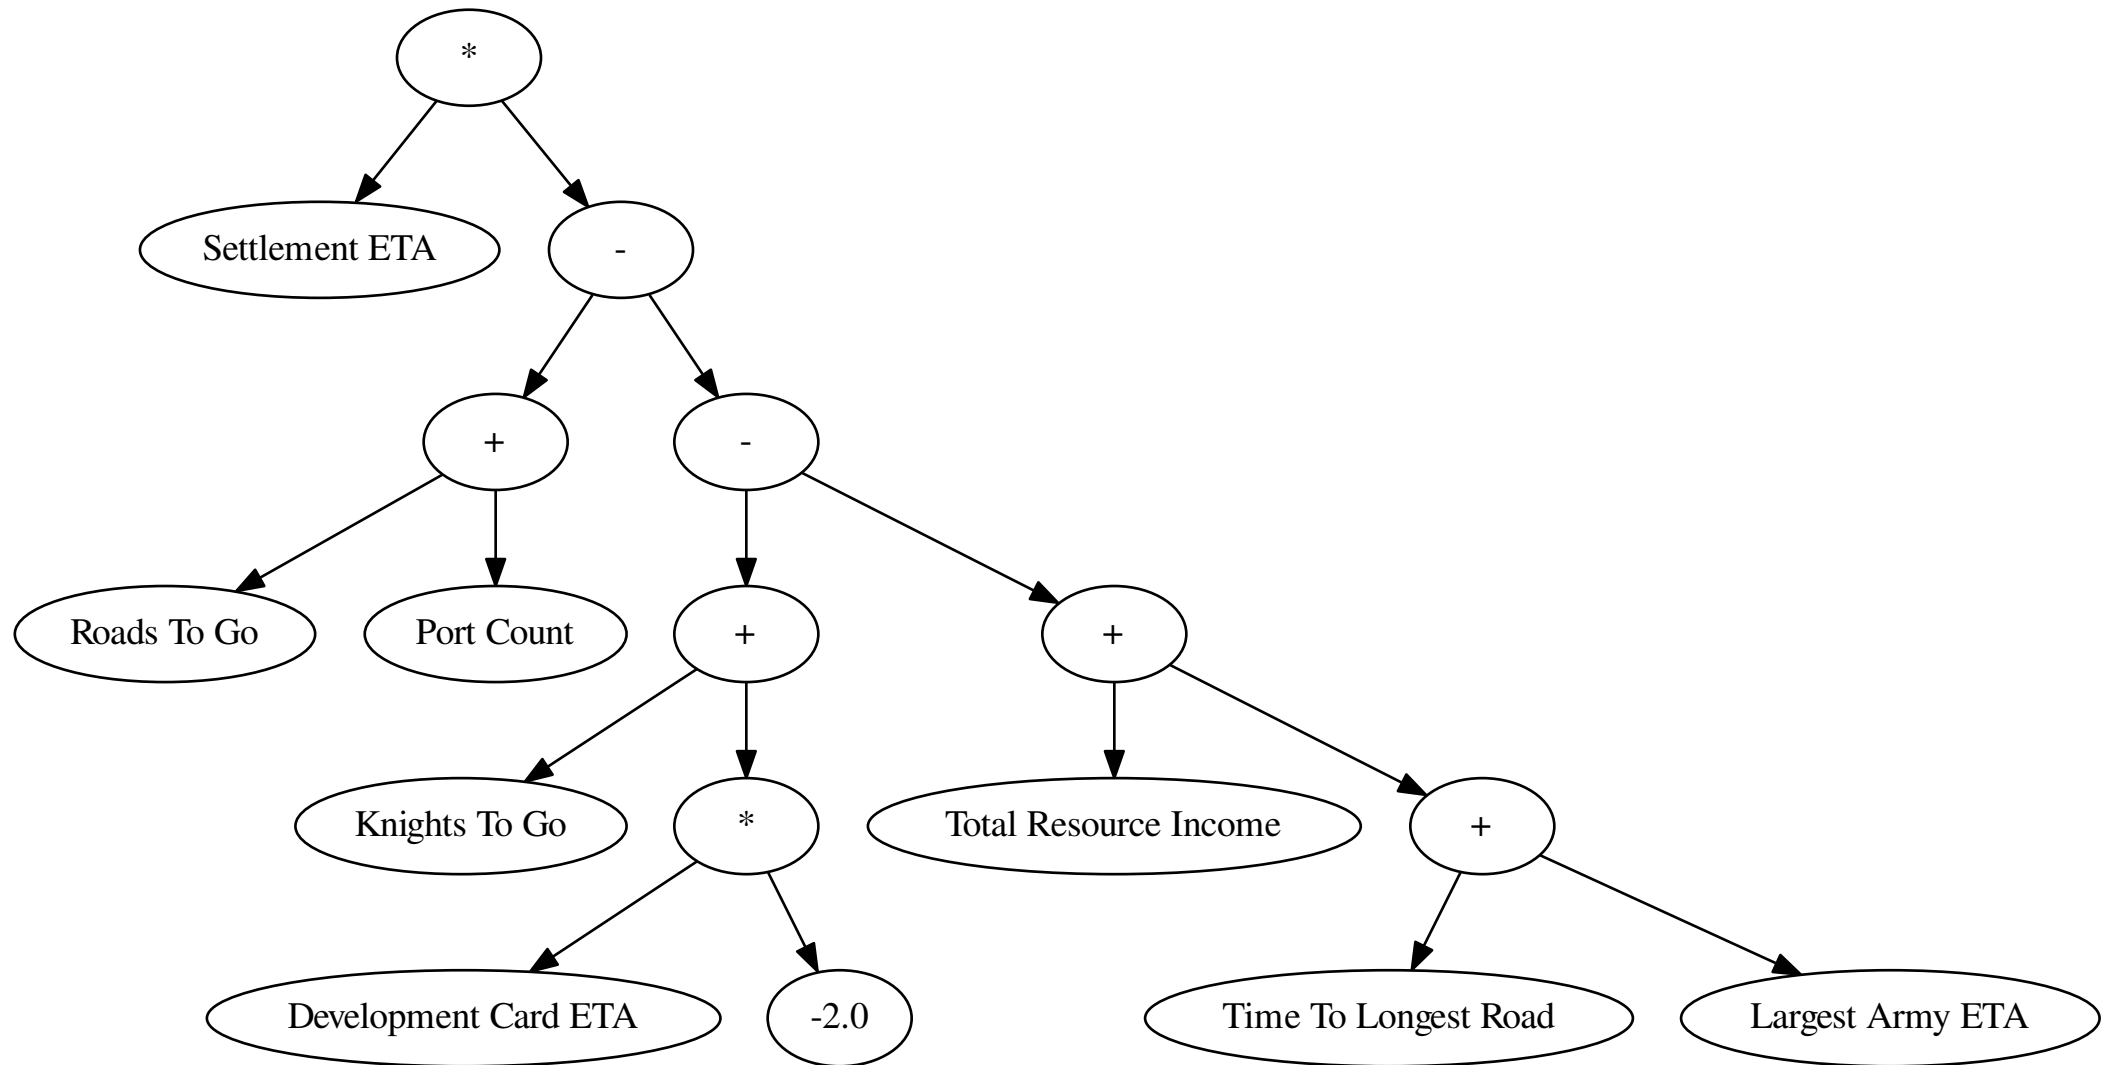 *
Settlement ETA
-
+
-
Roads To Go
Port Count
+
+
Knights To Go
*
Total Resource Income
+
Development Card ETA
-2.0
Time To Longest Road
Largest Army ETA